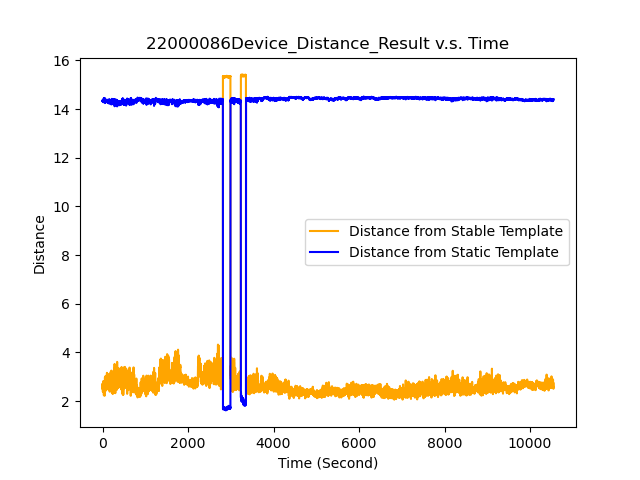 22000086Device_Distance_Result v.s. Time
16
14
12
10
8
6
4
2
Distance
Distance from Stable Template
Distance from Static Template
0 2000 4000 6000 8000 10000
Time (Second)